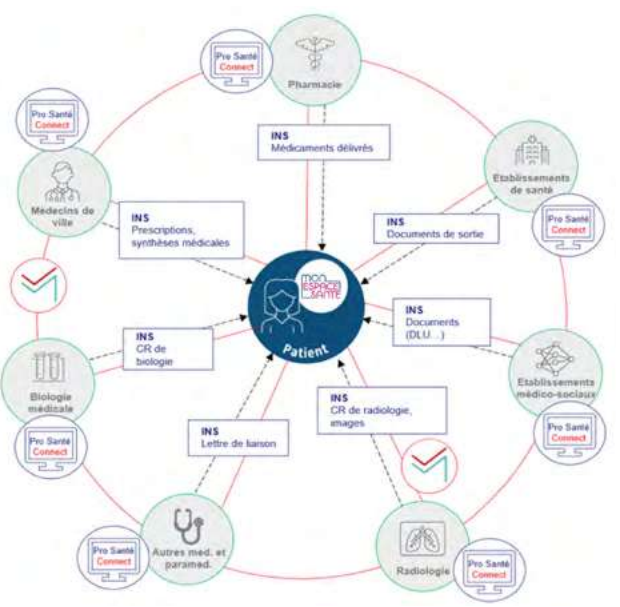 Pro Santé
Connect
Pharmacie
INS
Médicaments délivrés
Pro Santé
Connect
Médecins de
ville
INS
Prescriptions,
synthèses médicales
Etablissements
de santé
Pro Santé
Connect
INS
Documents de sortie
MON
ESPACE
SANTÉ
Patient
INS
CR de
biologie
Biologie
médicale
Pro Santé
Connect
INS
Documents
(DLU…)
Etablissements
médico-sociaux
Pro Santé
Connect
INS
Lettre de liaison
INS
CR de radiologie,
images
Autres med. et
paramed.
Pro Santé
Connect
Radiologie
Pro Santé
Connect